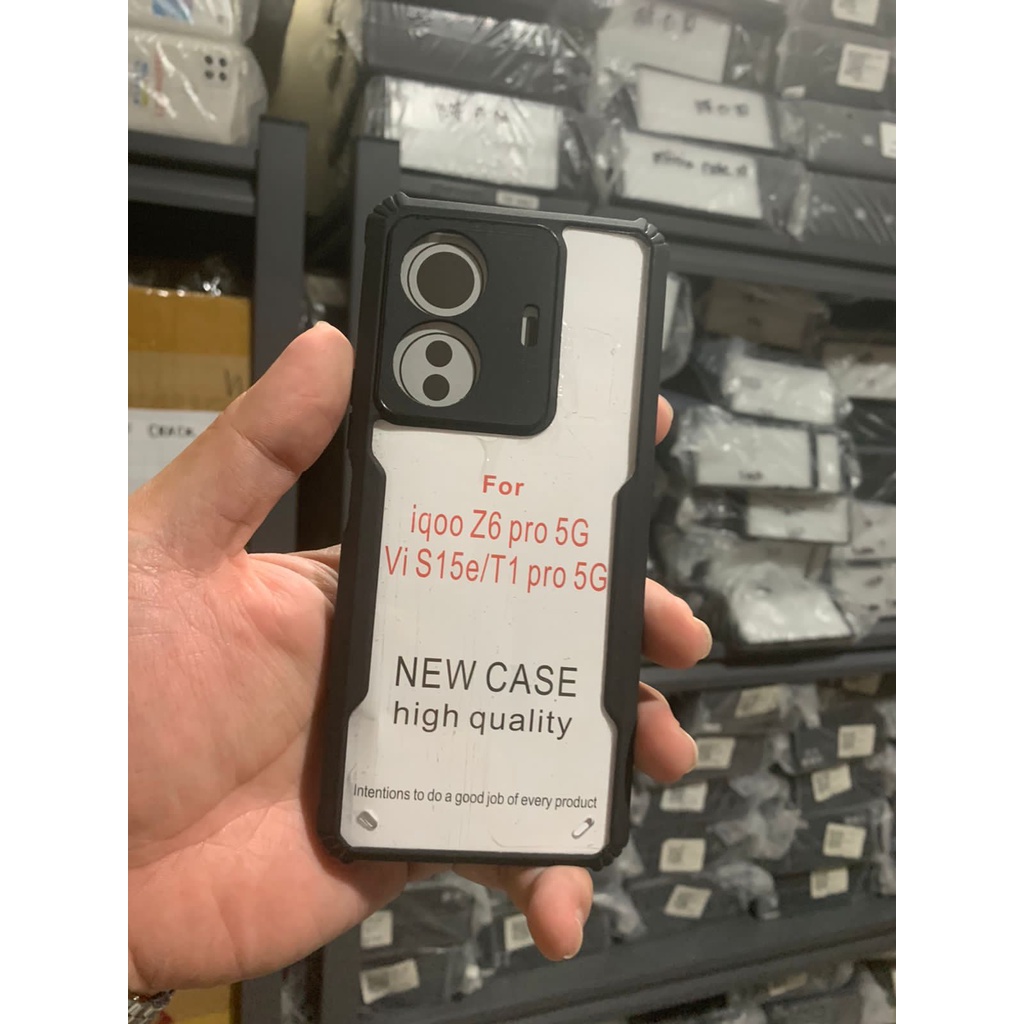 For
iqoo Z6 pro 5G
Vi S15e/T1 pro 5G
NEW CASE
high quality
Intentions to do a good job of every product